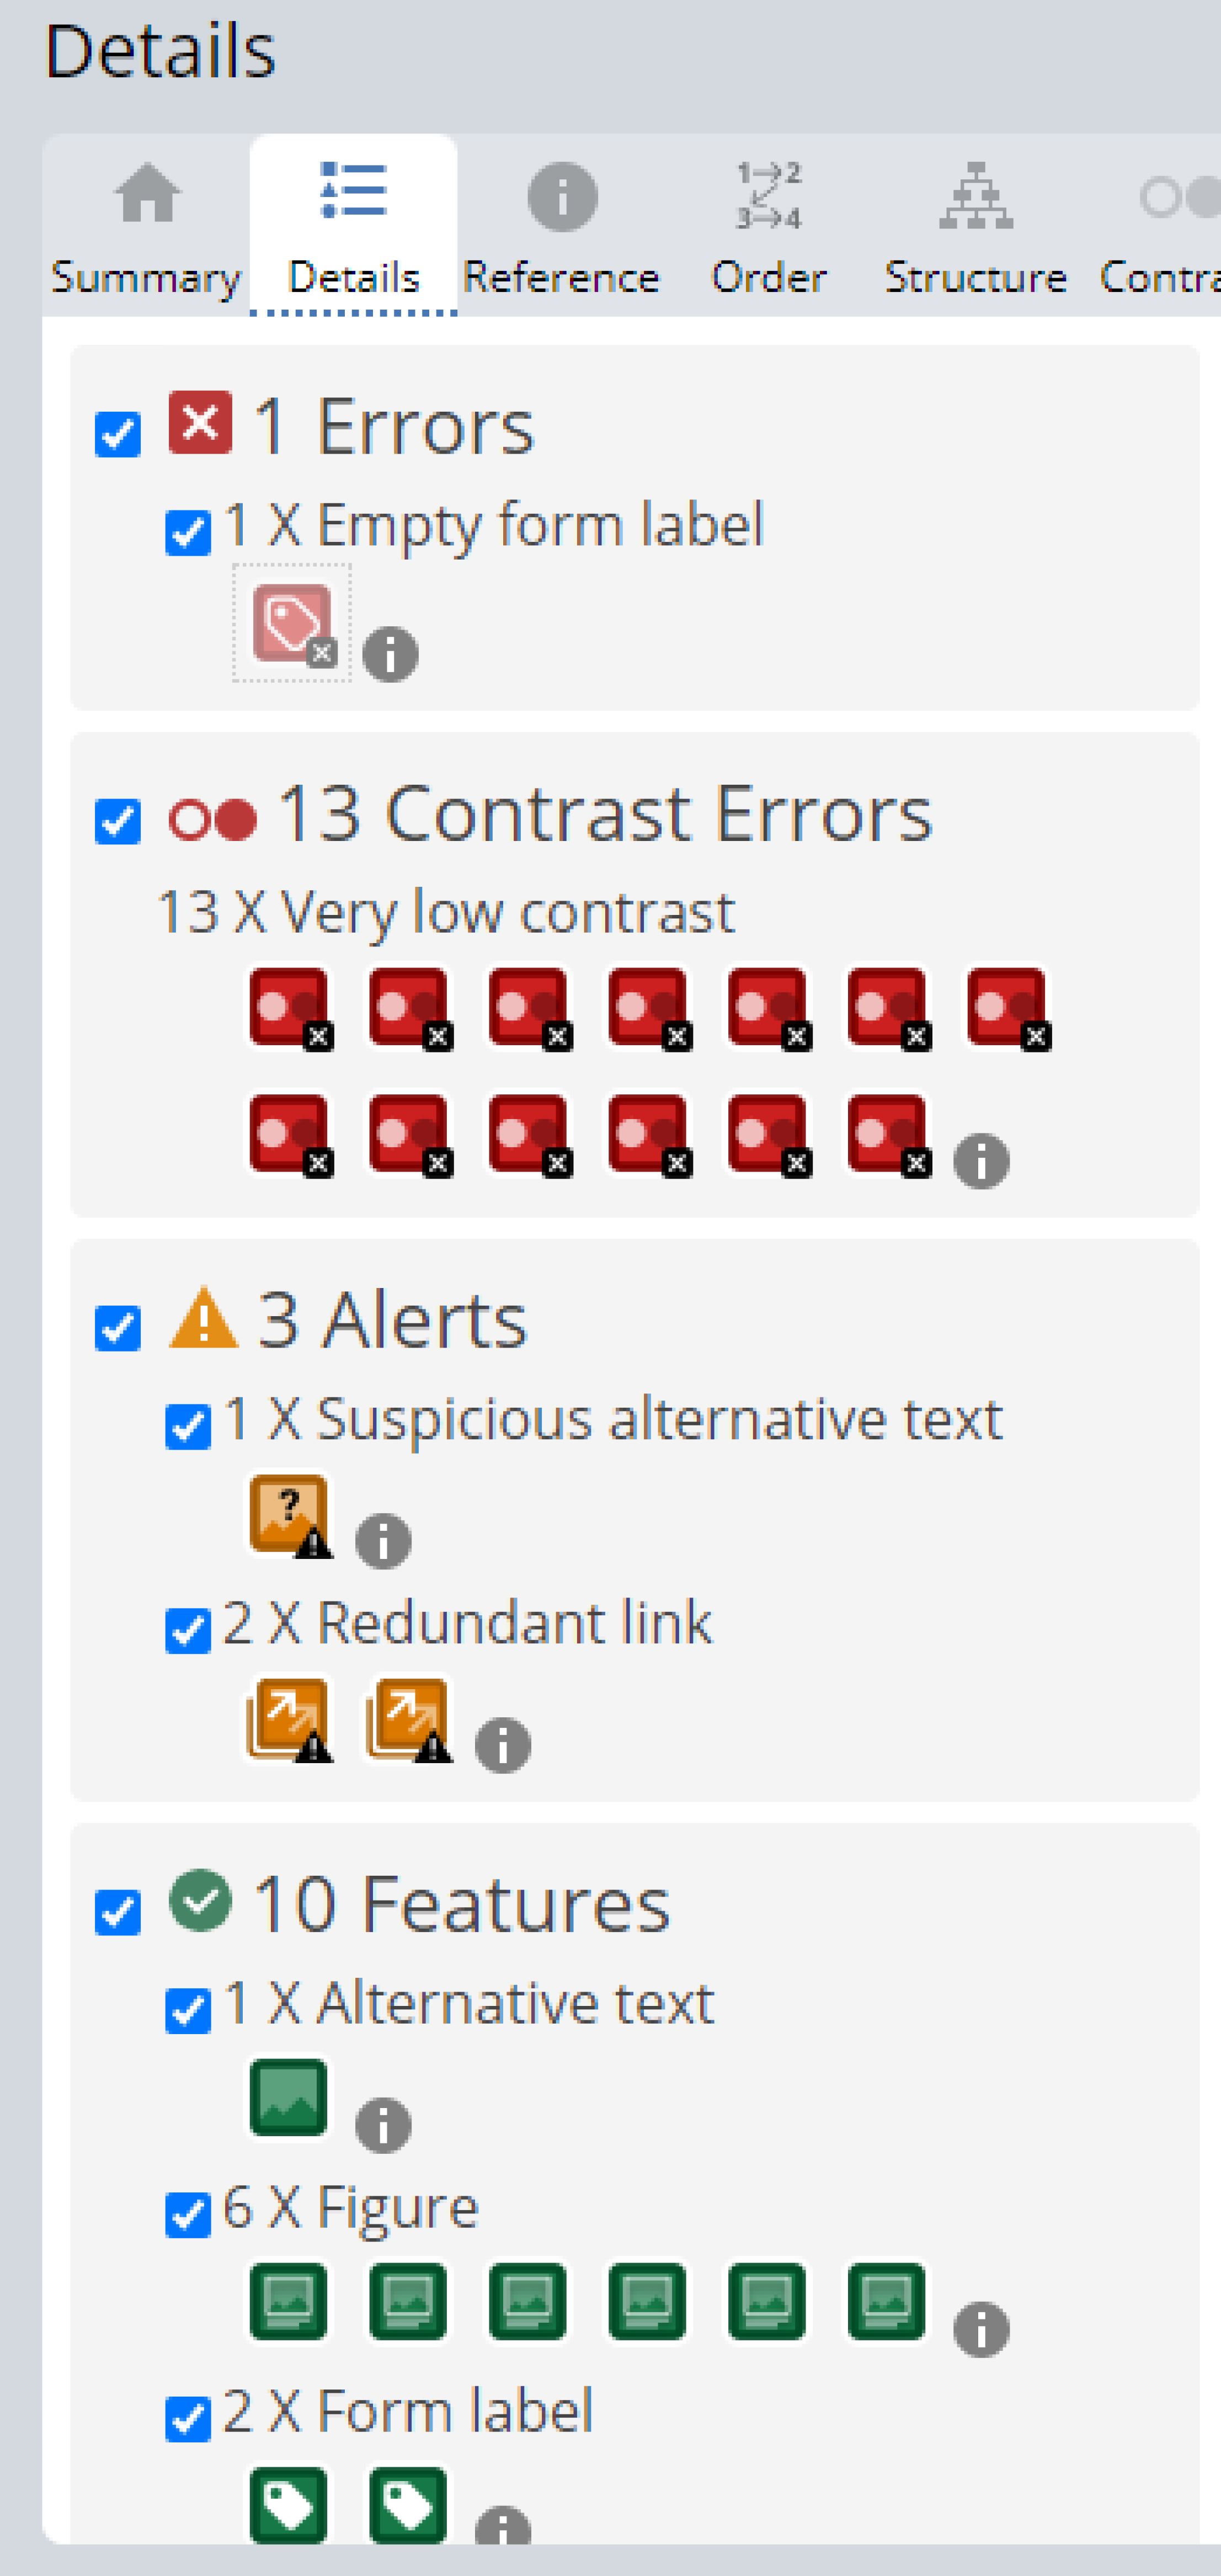 Details
Summary Details Reference Order Structure Contra
1 Errors
1 X Empty form label
13 Contrast Errors
13 X Very low contrast
3 Alerts
1 X Suspicious alternative text
2 X Redundant link
10 Features
1 X Alternative text
6 X Figure
2 X Form label